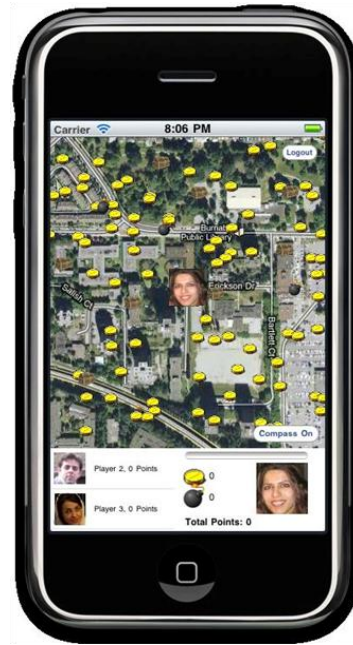 Carrier 8:06 PM
Logout
Burnab
Public Library
Erickson Dr
Salish Ct
Bartlett Ct
Compass On
Player 2, 0 Points
0
0
Player 3, 0 Points
Total Points: 0